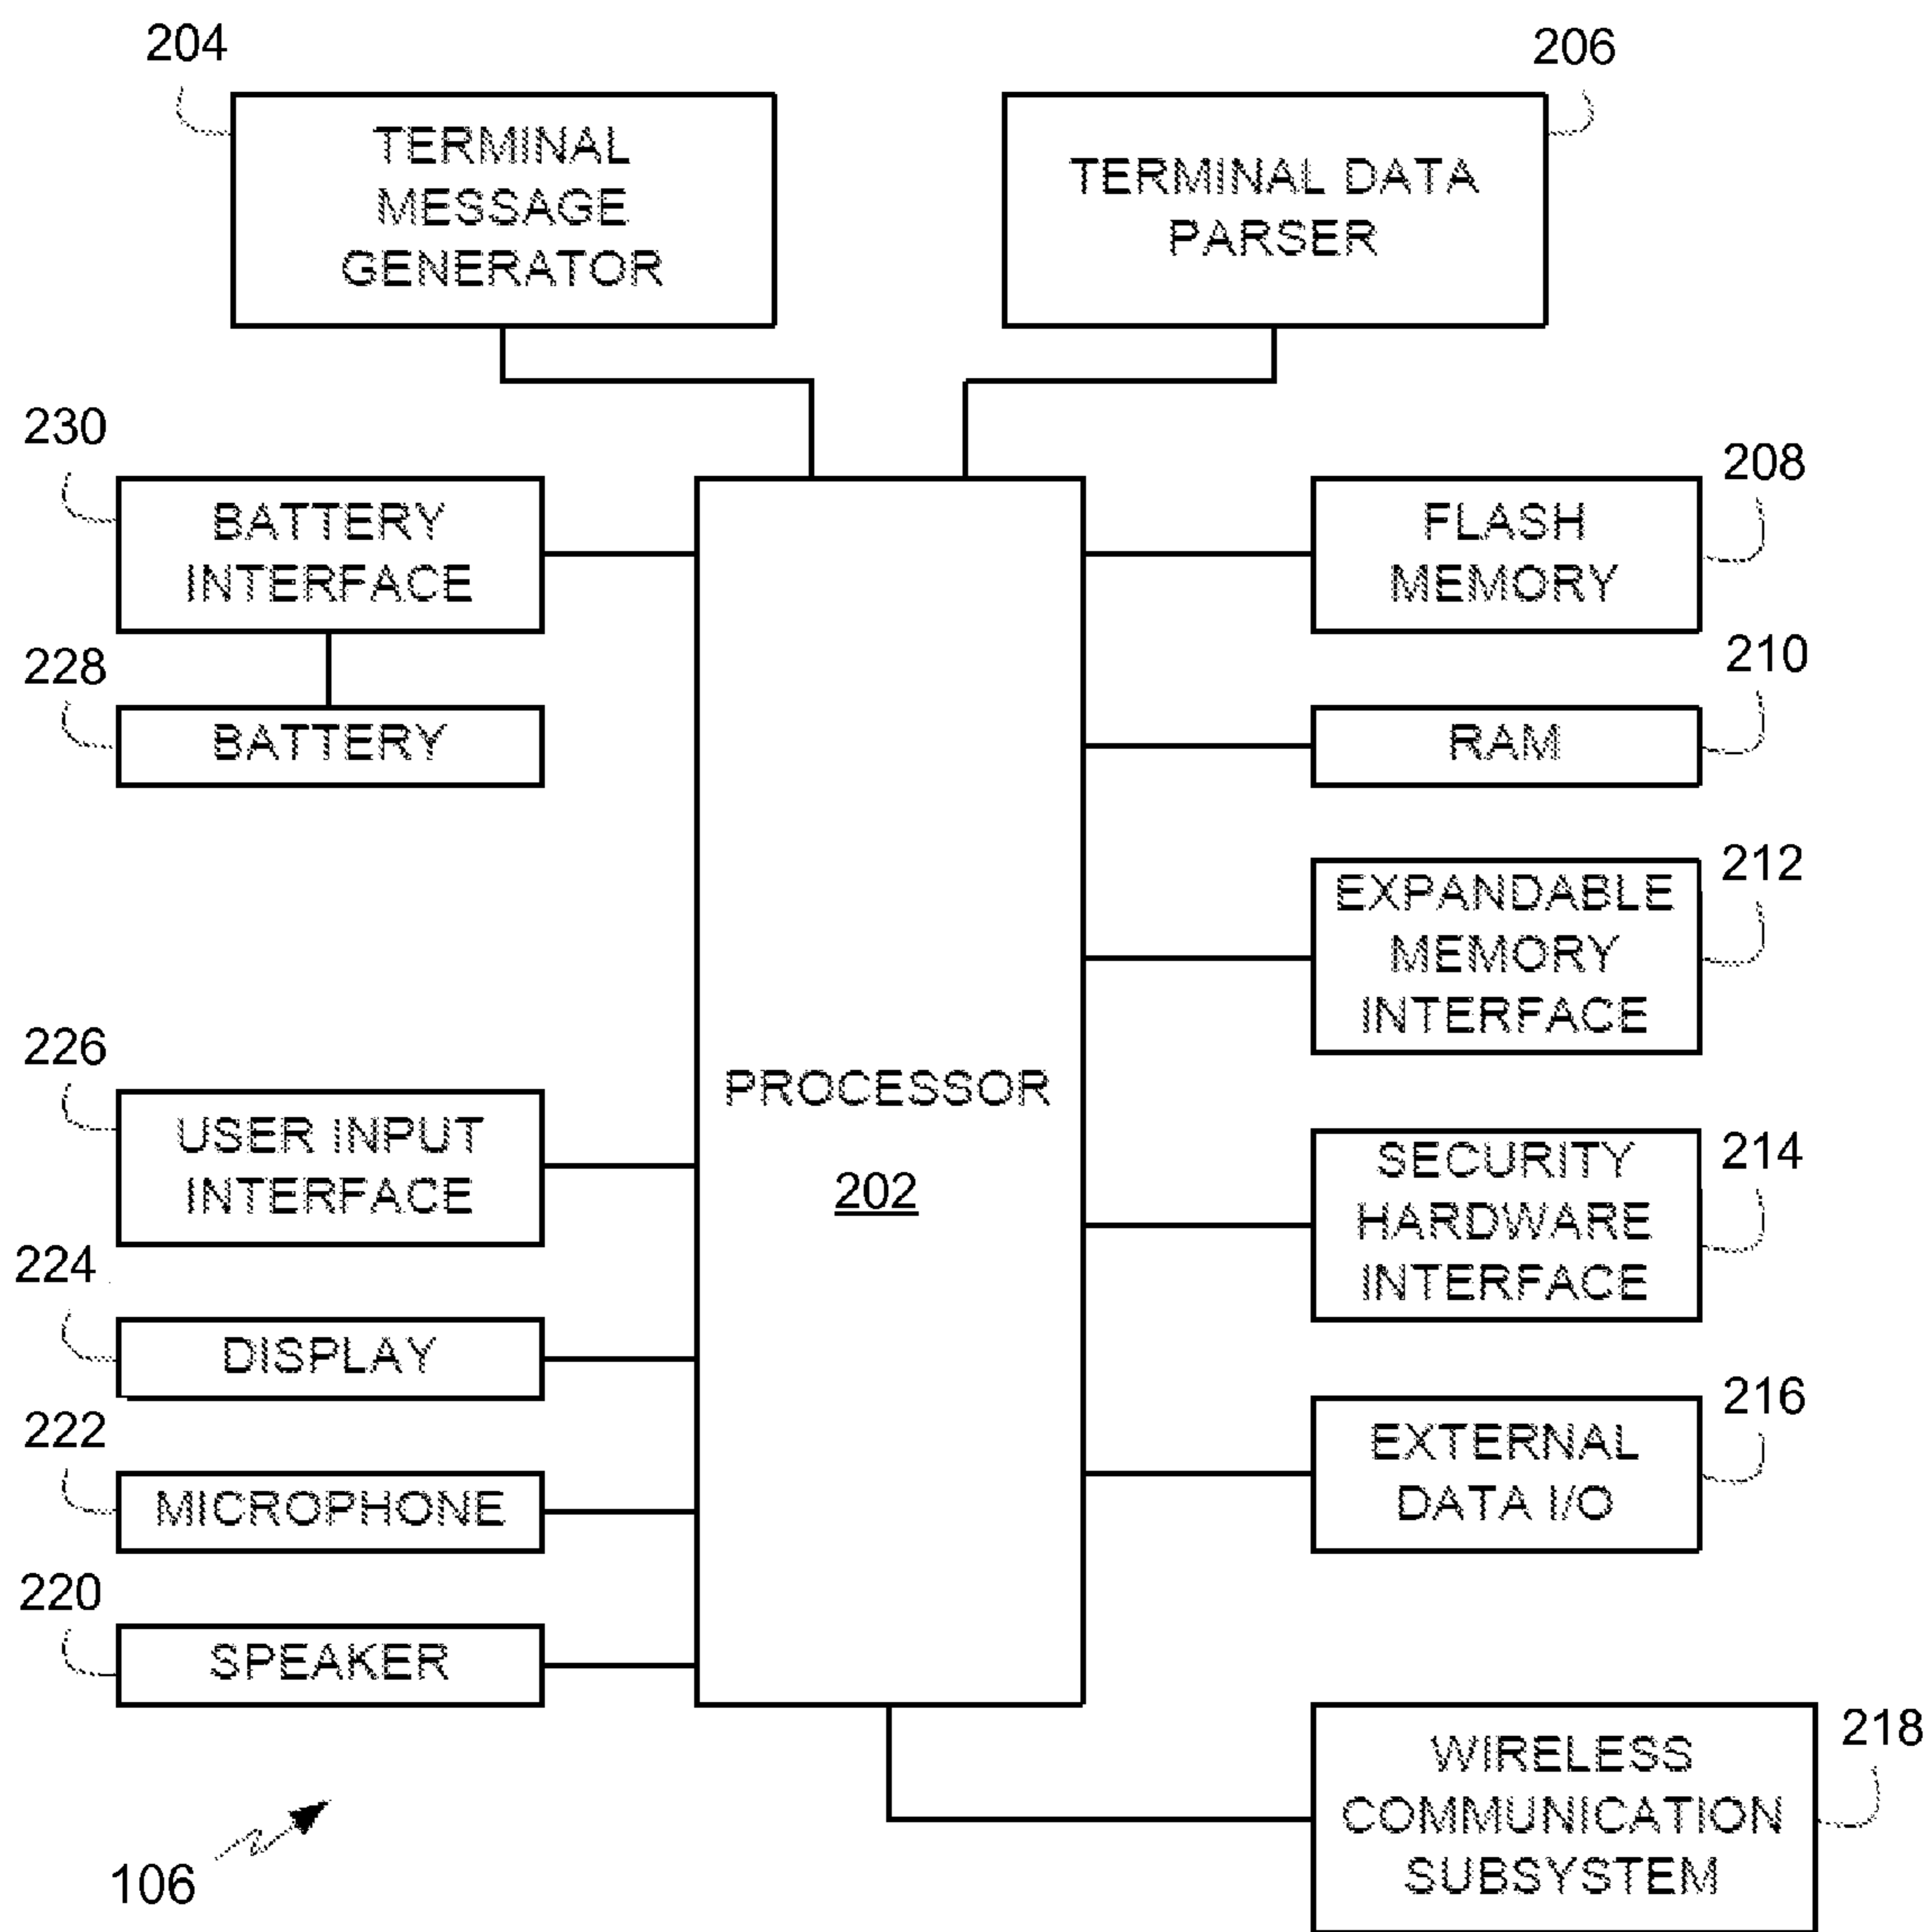 204
206
TERMINAL
MESSAGE
GENERATOR
TERMINAL DATA
PARSER
230
BATTERY
INTERFACE
208
FLASH
MEMORY
228
BATTERY
210
RAM
212
EXPANDABLE
MEMORY
INTERFACE
226
USER INPUT
INTERFACE
PROCESSOR
202
214
SECURITY
HARDWARE
INTERFACE
224
DISPLAY
216
EXTERNAL
DATA I/O
222
MICROPHONE
220
SPEAKER
218
WIRELESS
COMMUNICATION
SUBSYSTEM
106